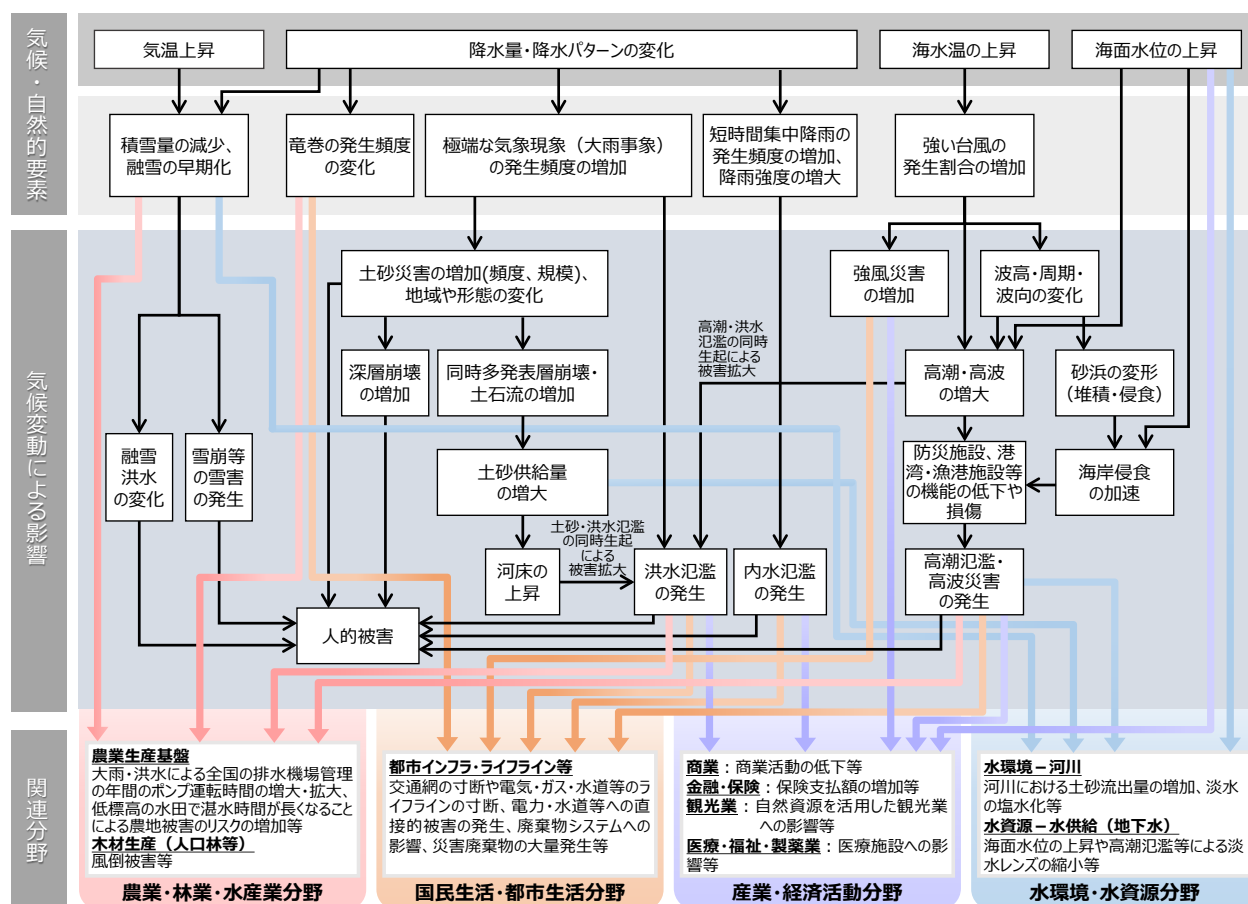 気候・自然的要素
気温上昇
降水量・降水パターンの変化
海水温の上昇
海面水位の上昇
積雪量の減少、
融雪の早期化
竜巻の発生頻度
の変化
極端な気象現象（大雨事象）
の発生頻度の増加
短時間集中降雨の
発生頻度の増加、
降雨強度の増大
強い台風の
発生割合の増加
気候変動による影響
土砂災害の増加(頻度、規模)、
地域や形態の変化
強風災害
の増加
波高・周期・
波向の変化
深層崩壊
の増加
同時多発表層崩壊・
土石流の増加
高潮・洪水
氾濫の同時
生起による
被害拡大
高潮・高波
の増大
砂浜の変形
（堆積・侵食）
融雪
洪水
の変化
雪崩等
の雪害
の発生
土砂供給量
の増大
防災施設、港
湾・漁港施設等
の機能の低下や
損傷
海岸侵食
の加速
土砂・洪水氾濫
の同時生起
による
被害拡大
河床の
上昇
洪水氾濫
の発生
内水氾濫
の発生
高潮氾濫・
高波災害
の発生
人的被害
関連分野
農業生産基盤
大雨・洪水による全国の排水機場管理
の年間のポンプ運転時間の増大・拡大、
低標高の水田で湛水時間が長くなること
による農地被害のリスクの増加等
木材生産（人口林等）
風倒被害等
農業・林業・水産業分野
都市インフラ・ライフライン等
交通網の寸断や電気・ガス・水道等のラ
イフラインの寸断、電力・水道等への直
接的被害の発生、廃棄物システムへの
影響、災害廃棄物の大量発生等
国民生活・都市生活分野
商業：商業活動の低下等
金融・保険：保険支払額の増加等
観光業：自然資源を活用した観光業
への影響等
医療・福祉・製薬業：医療施設への影
響等
産業・経済活動分野
水環境－河川
河川における土砂流出量の増加、淡水
の塩水化等
水資源－水供給（地下水）
海面水位の上昇や高潮氾濫等による淡
水レンズの縮小等
水環境・水資源分野